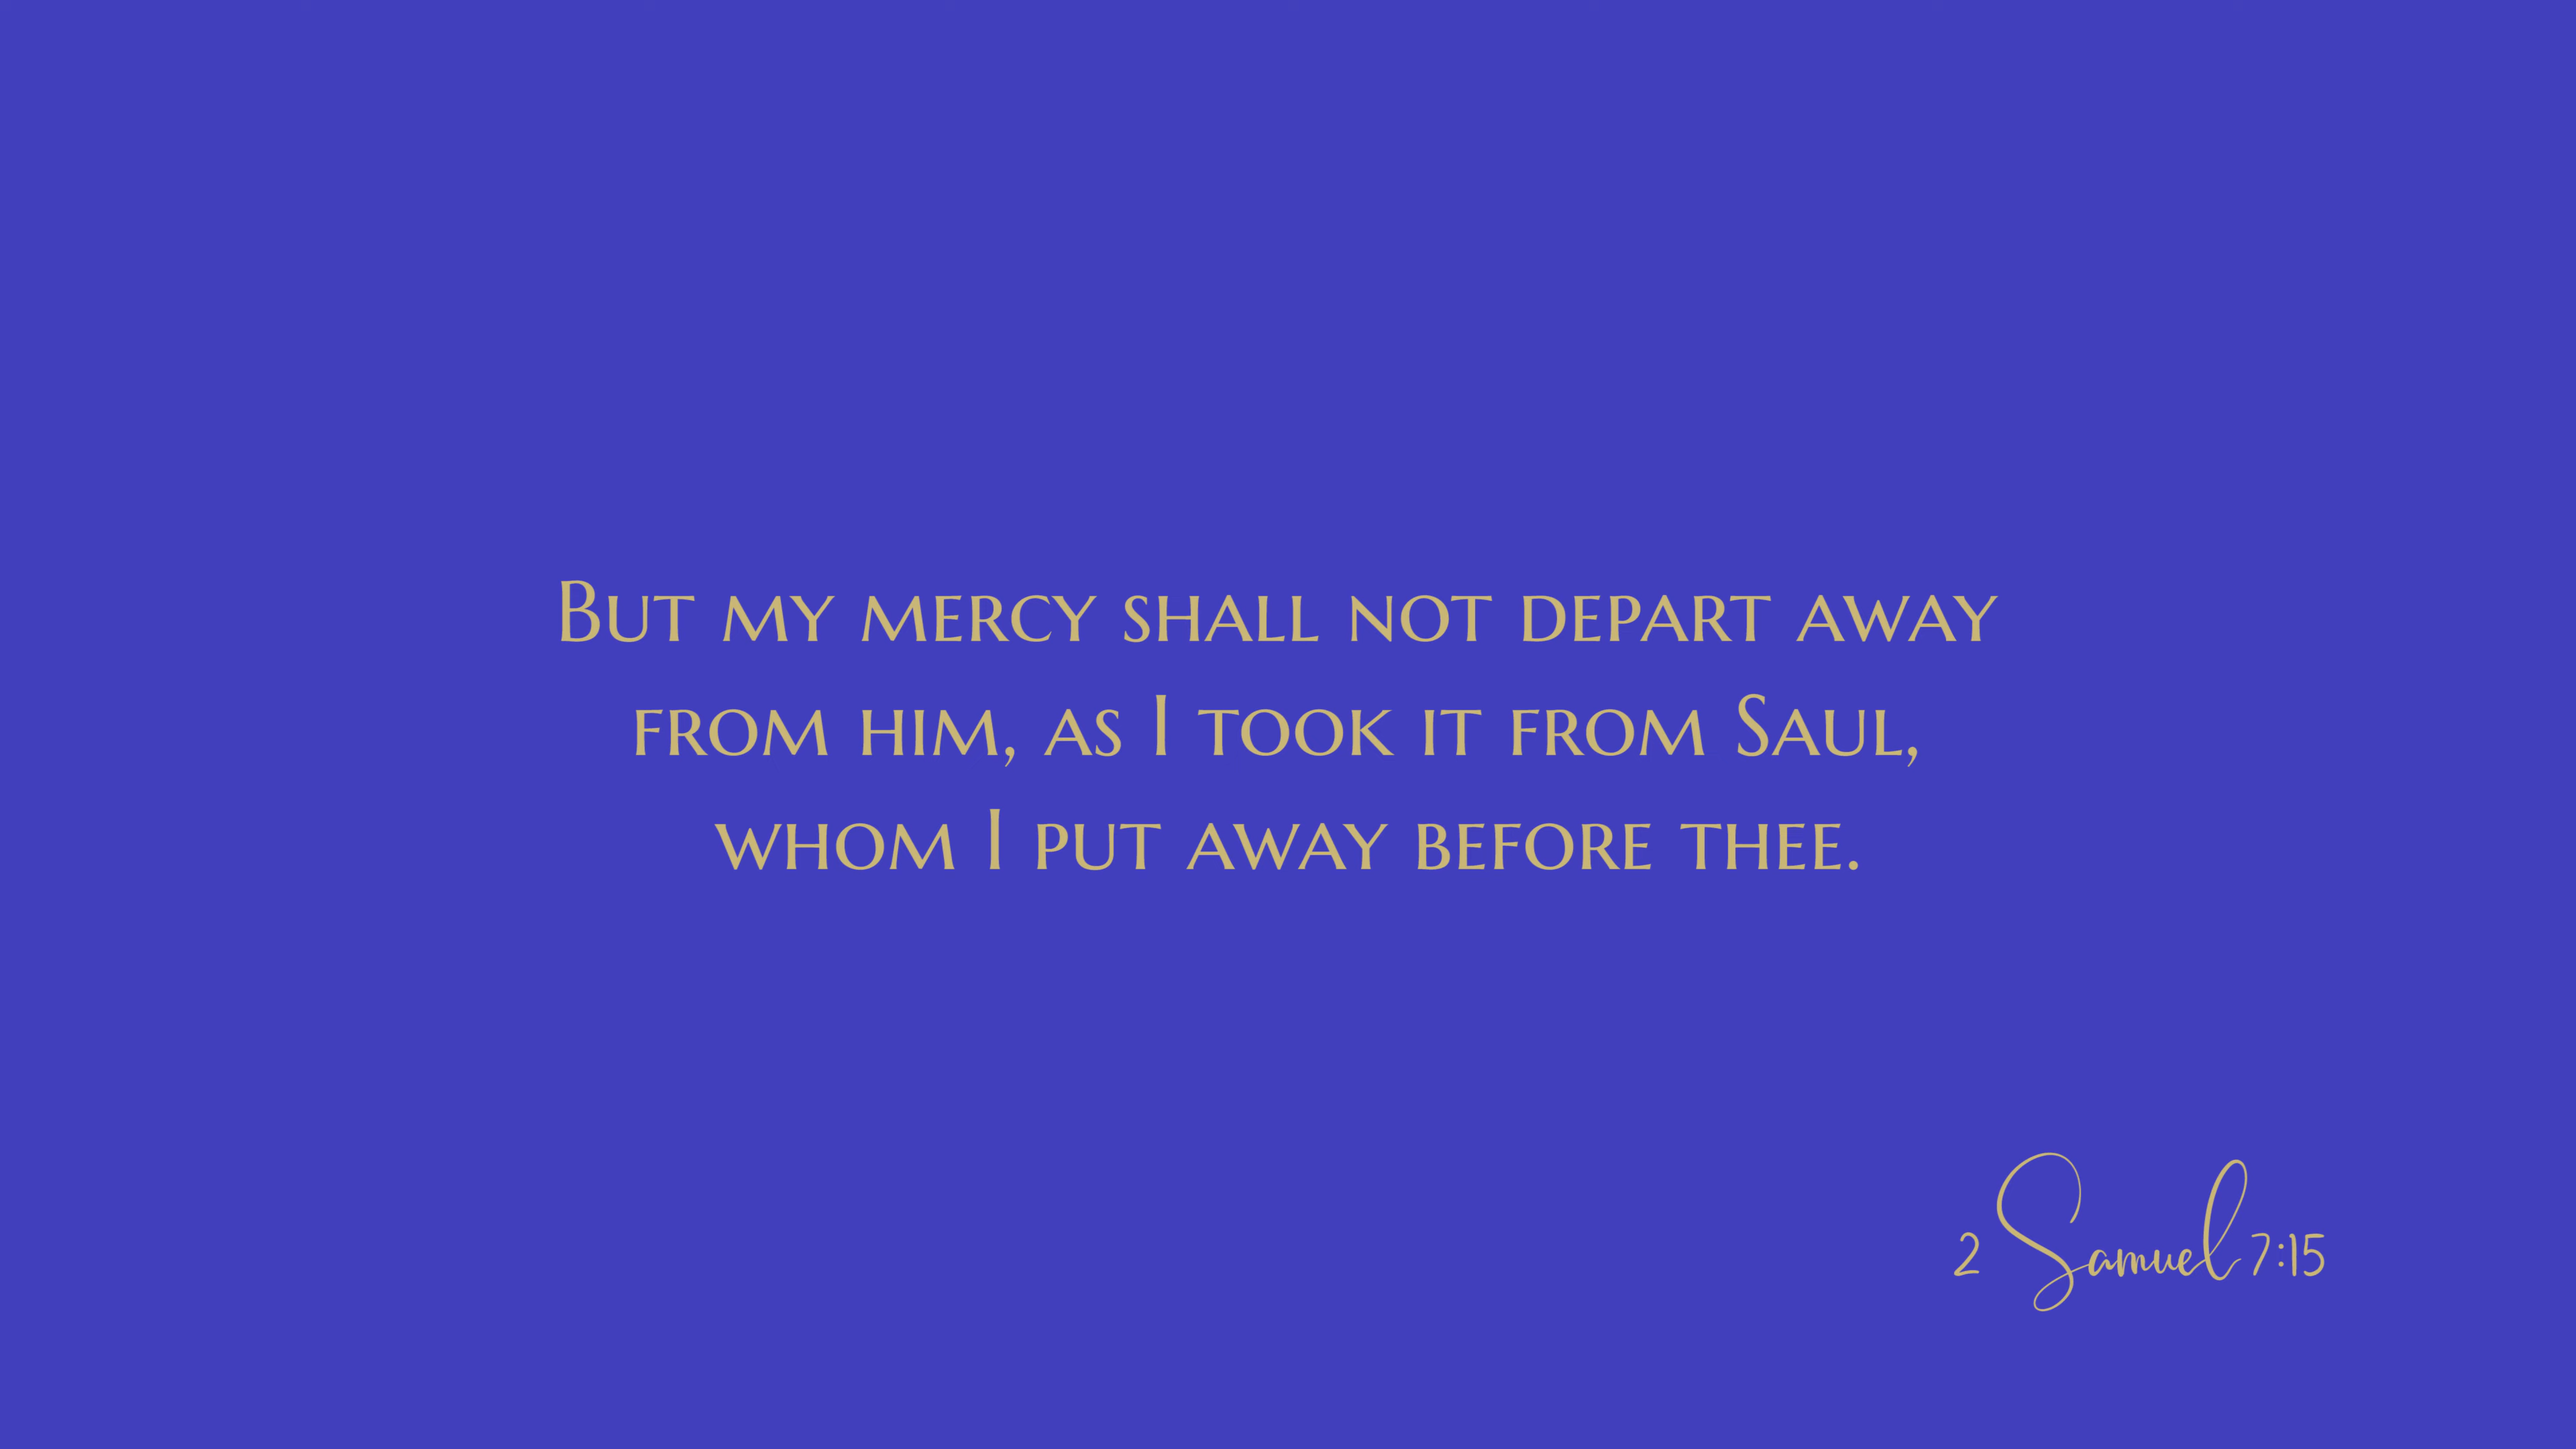 But my mercy shall not depart away
from him, as I took it from Saul,
whom I put away before thee.
2 Samuel 7:15